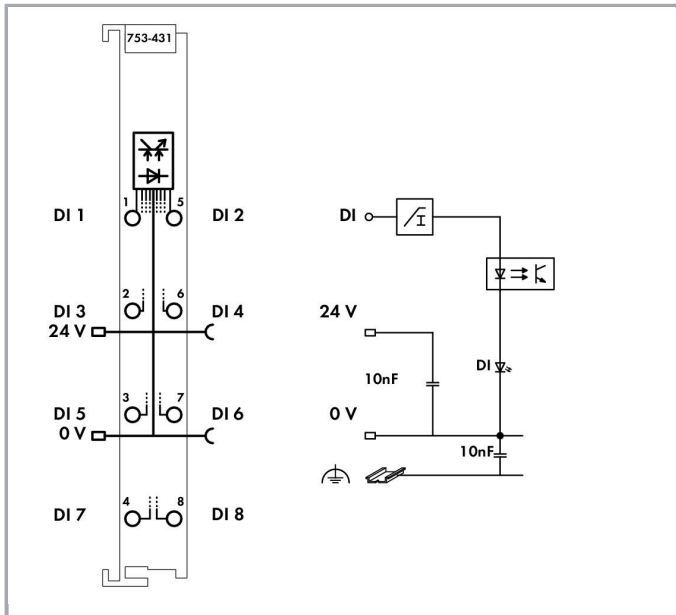 753-431
1 5
DI 1 DI 2
2 6
DI 3 DI 4
24 V
3 7
DI 5 DI 6
0 V
4 8
DI 7 DI 8
DI
I
24 V
10nF
DI
0 V
10nF